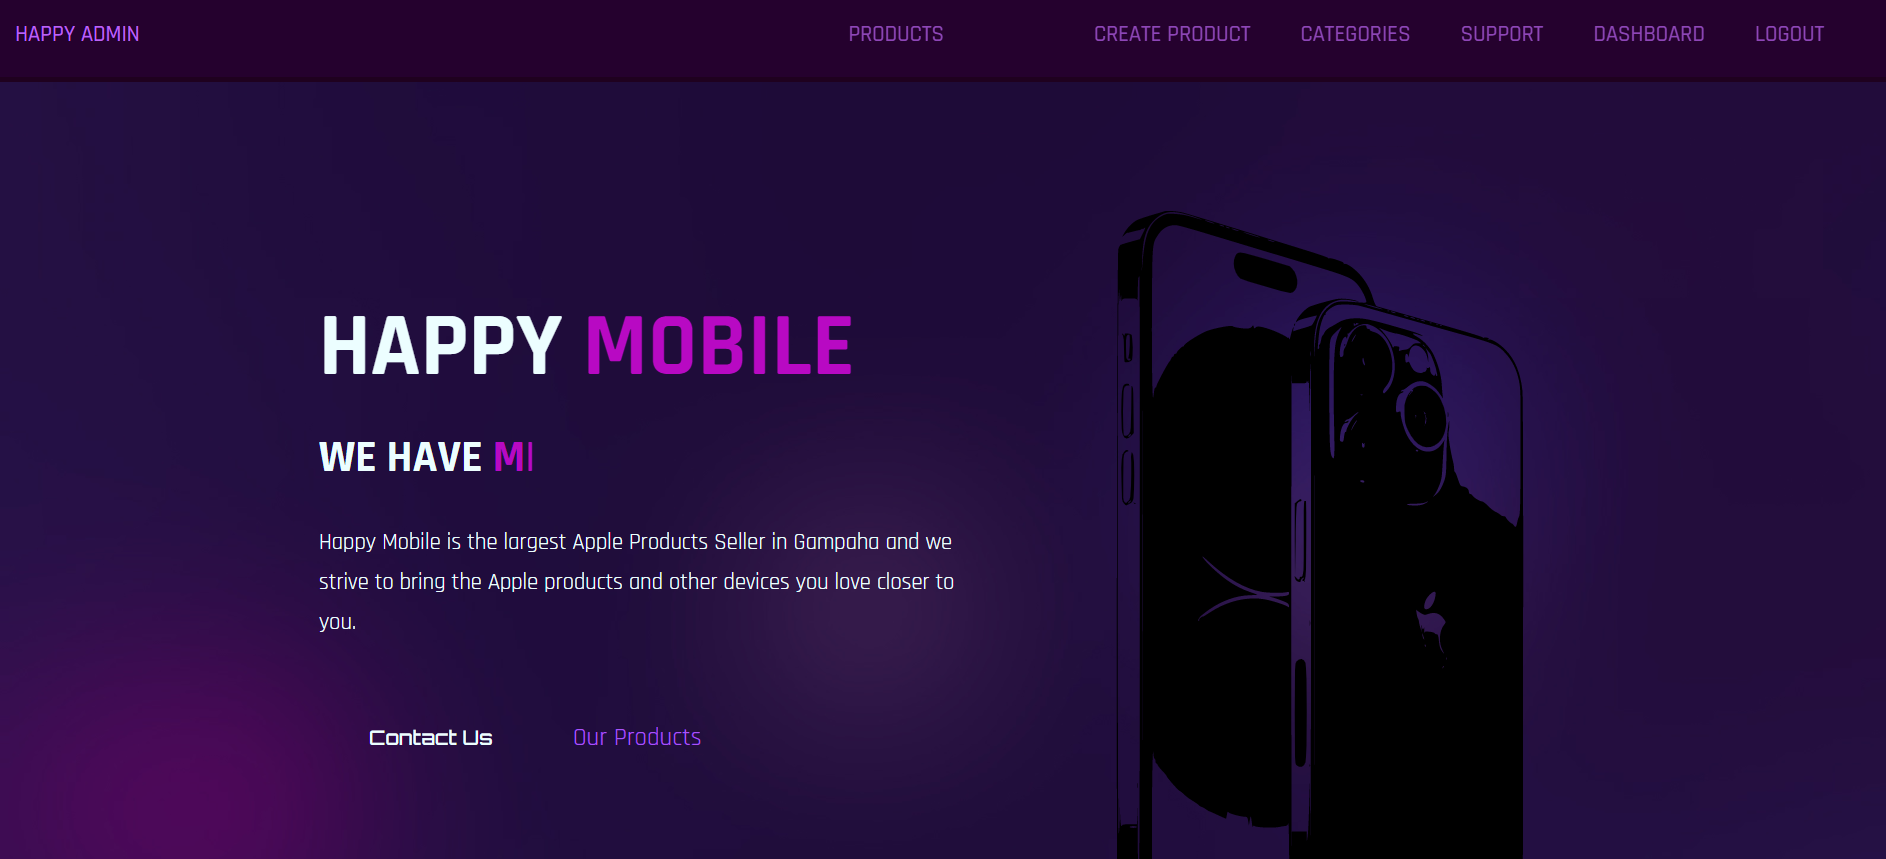 HAPPY ADMIN PRODUCTS CREATE PRODUCT CATEGORIES SUPPORT DASHBOARD LOGOUT
HAPPY MOBILE
WE HAVE M|
Happy Mobile is the largest Apple Products Seller in Gampaha and we
strive to bring the Apple products and other devices you love closer to
you.
Contact Us Our Products